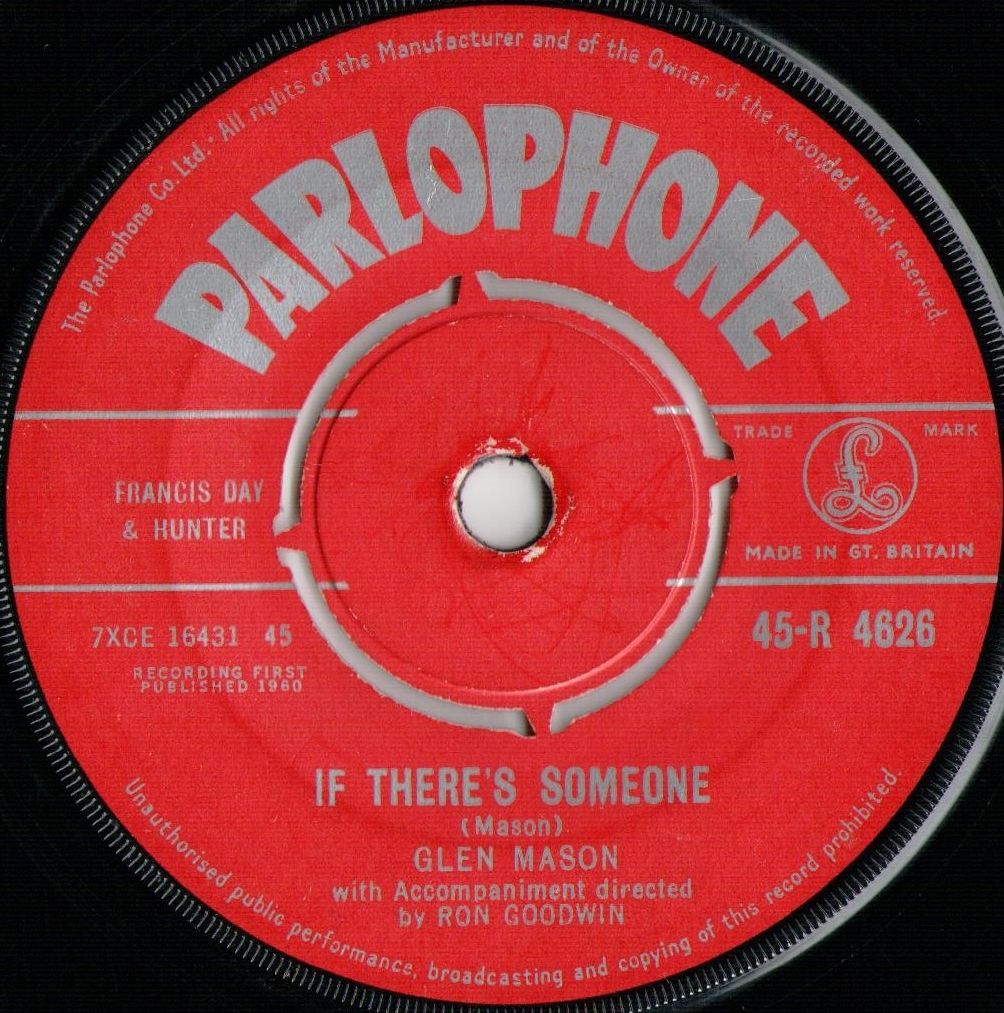 The Parlophone Co. Ltd. · All rights of the Manufacturer and of the Owner of the recorded work reserved.
PARLOPHONE
TRADE MARK
£
FRANCIS DAY
& HUNTER
MADE IN GT. BRITAIN
7XCE 16431 45
45-R 4626
RECORDING FIRST
PUBLISHED 1960
IF THERE'S SOMEONE
(Mason)
GLEN MASON
with Accompaniment directed
by RON GOODWIN
Unauthorised public performance, broadcasting and copying of this record prohibited.